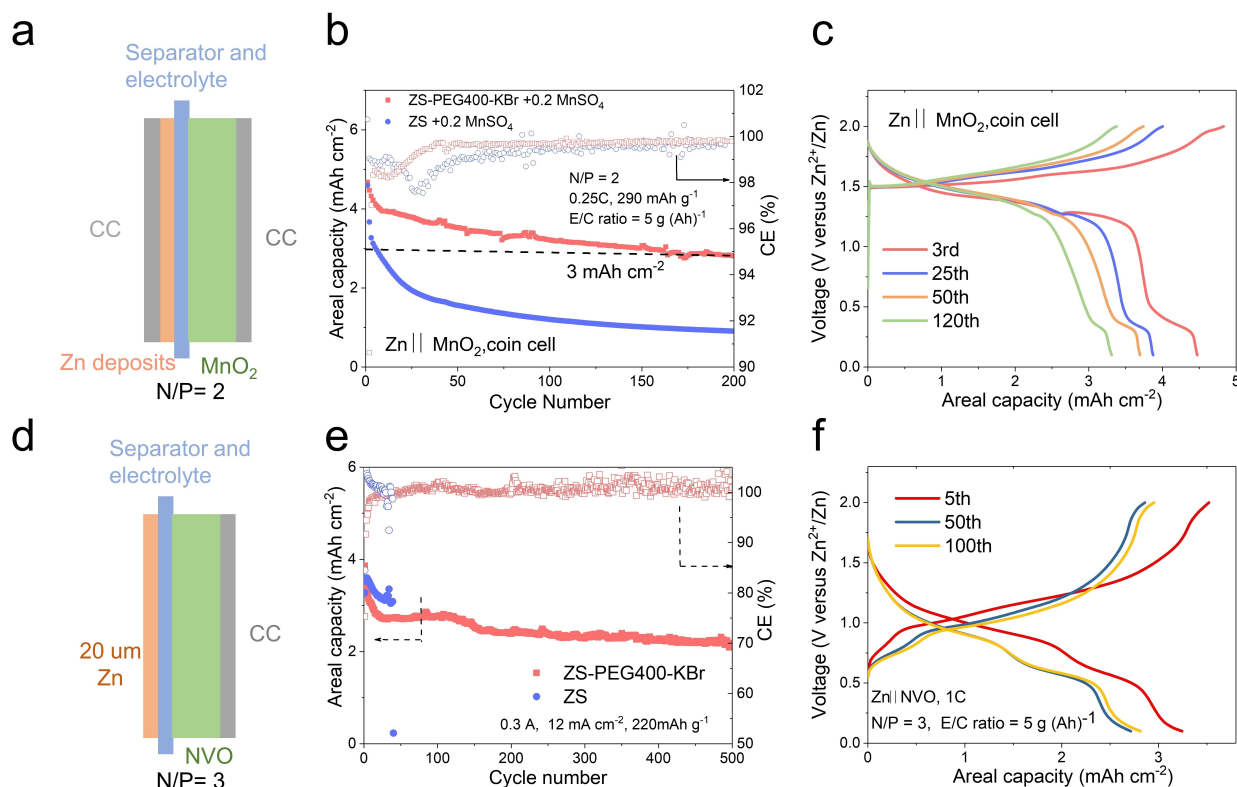 a
Separator and
electrolyte
CC
CC
Zn deposits
MnO₂
N/P= 2
b
Areal capacity (mAh cm⁻²)
6
4
2
0
ZS-PEG400-KBr +0.2 MnSO₄
ZS +0.2 MnSO₄
N/P = 2
0.25C, 290 mAh g⁻¹
E/C ratio = 5 g (Ah)⁻¹
3 mAh cm⁻²
Zn|| MnO₂,coin cell
102
100
98
96
94
92
90
CE (%)
0 50 100 150 200
Cycle Number
c
Voltage (V versus Zn²⁺/Zn)
2.0
1.5
1.0
0.5
0.0
Zn|| MnO₂,coin cell
3rd
25th
50th
120th
0 1 2 3 4 5
Areal capacity (mAh cm⁻²)
d
Separator and
electrolyte
20 um
Zn
CC
NVO
N/P= 3
e
Areal capacity (mAh cm⁻²)
6
4
2
0
ZS-PEG400-KBr
ZS
0.3 A, 12 mA cm⁻², 220mAh g⁻¹
100
90
80
70
60
50
CE (%)
0 100 200 300 400 500
Cycle number
f
Voltage (V versus Zn²⁺/Zn)
2.0
1.5
1.0
0.5
0.0
5th
50th
100th
Zn||NVO, 1C
N/P = 3, E/C ratio = 5 g (Ah)⁻¹
0 1 2 3
Areal capacity (mAh cm⁻²)